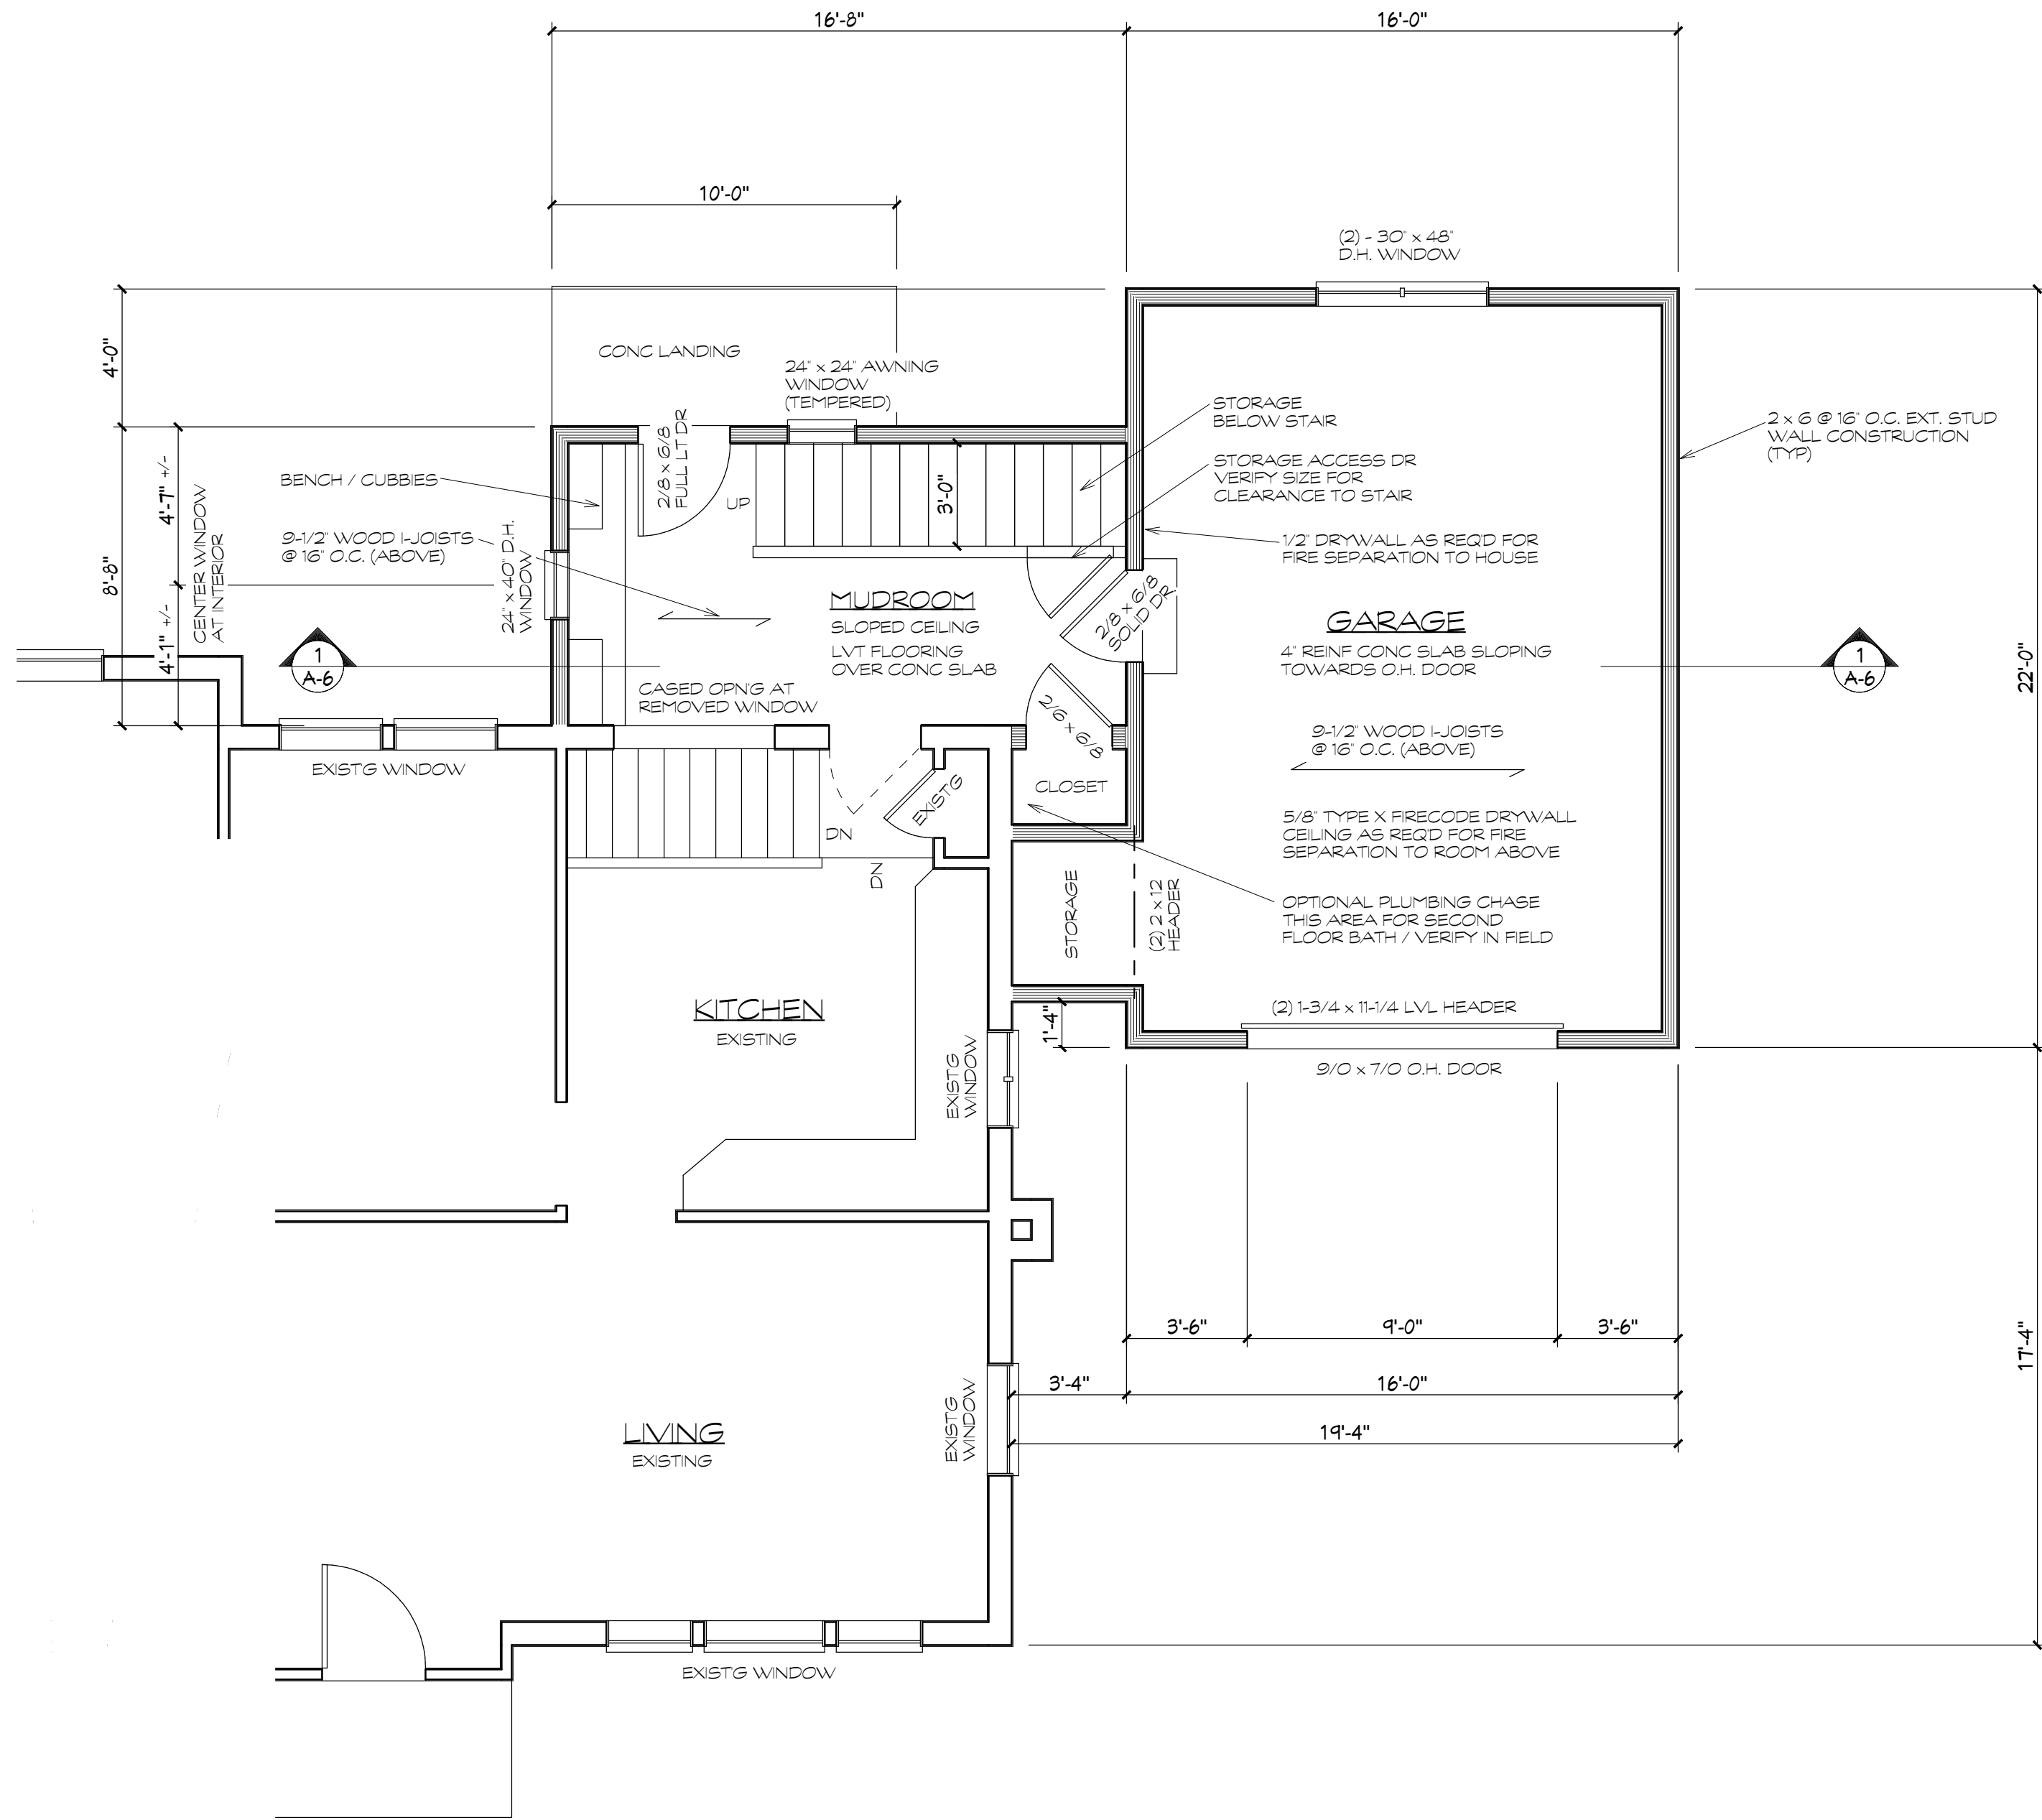 16'-8"
16'-0"
10'-0"
(2) - 30" x 48"
D.H. WINDOW
4'-0"
CONC LANDING
24" x 24" AWNING
WINDOW
(TEMPERED)
2/8 x 6/8
FULL LT DR
STORAGE
BELOW STAIR
2 x 6 @ 16" O.C. EXT. STUD
WALL CONSTRUCTION
(TYP)
8'-8"
4'-7" +/-
4'-1" +/-
CENTER WINDOW
AT INTERIOR
BENCH / CUBBIES
UP
3'-0"
STORAGE ACCESS DR
VERIFY SIZE FOR
CLEARANCE TO STAIR
9-1/2" WOOD I-JOISTS
@ 16" O.C. (ABOVE)
24" x 40" D.H.
WINDOW
1/2" DRYWALL AS REQ'D FOR
FIRE SEPARATION TO HOUSE
MUDROOM
SLOPED CEILING
LVT FLOORING
OVER CONC SLAB
2/8 x 6/8
SOLID DR
GARAGE
4" REINF CONC SLAB SLOPING
TOWARDS O.H. DOOR
1
A-6
1
A-6
22'-0"
CASED OPN'G AT
REMOVED WINDOW
2/6 x 6/8
9-1/2" WOOD I-JOISTS
@ 16" O.C. (ABOVE)
EXIST'G WINDOW
EXIST'G
CLOSET
DN
DN
5/8" TYPE X FIRECODE DRYWALL
CEILING AS REQ'D FOR FIRE
SEPARATION TO ROOM ABOVE
STORAGE
(2) 2 x 12
HEADER
OPTIONAL PLUMBING CHASE
THIS AREA FOR SECOND
FLOOR BATH / VERIFY IN FIELD
KITCHEN
EXISTING
1'-4"
(2) 1-3/4 x 11-1/4 LVL HEADER
EXIST'G
WINDOW
9/0 x 7/0 O.H. DOOR
3'-6"
9'-0"
3'-6"
17'-4"
3'-4"
16'-0"
19'-4"
LIVING
EXISTING
EXIST'G
WINDOW
EXIST'G WINDOW